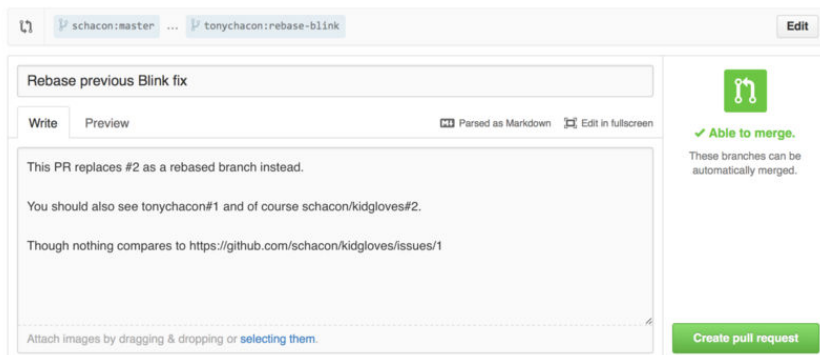 schacon:master ... tonychacon:rebase-blink Edit
Rebase previous Blink fix
Write Preview Parsed as Markdown Edit in fullscreen
This PR replaces #2 as a rebased branch instead.
You should also see tonychacon#1 and of course schacon/kidgloves#2.
Though nothing compares to https://github.com/schacon/kidgloves/issues/1
Attach images by dragging & dropping or selecting them.
✓ Able to merge.
These branches can be
automatically merged.
Create pull request